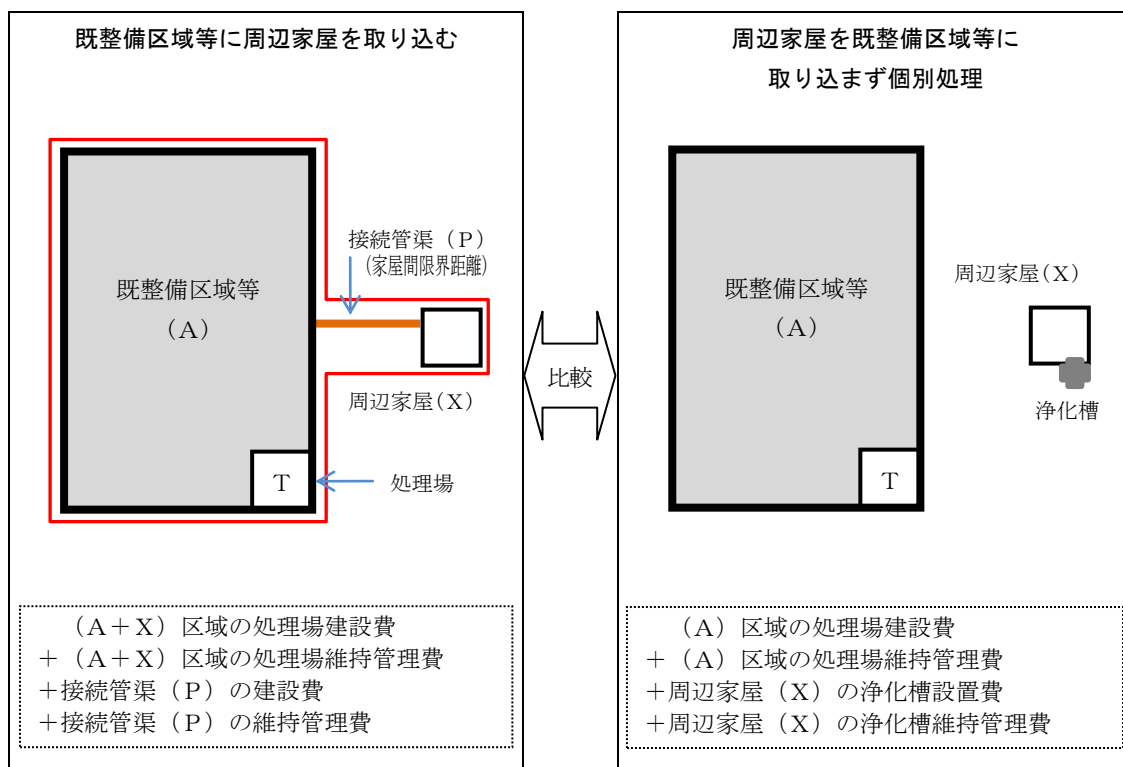 既整備区域等に周辺家屋を取り込む
接続管渠（P）
（家屋間限界距離）
既整備区域等
（A）
周辺家屋（X）
T
処理場
（A＋X）区域の処理場建設費
＋（A＋X）区域の処理場維持管理費
＋接続管渠（P）の建設費
＋接続管渠（P）の維持管理費
比較
周辺家屋を既整備区域等に
取り込まず個別処理
周辺家屋（X）
既整備区域等
（A）
浄化槽
T
（A）区域の処理場建設費
＋（A）区域の処理場維持管理費
＋周辺家屋（X）の浄化槽設置費
＋周辺家屋（X）の浄化槽維持管理費